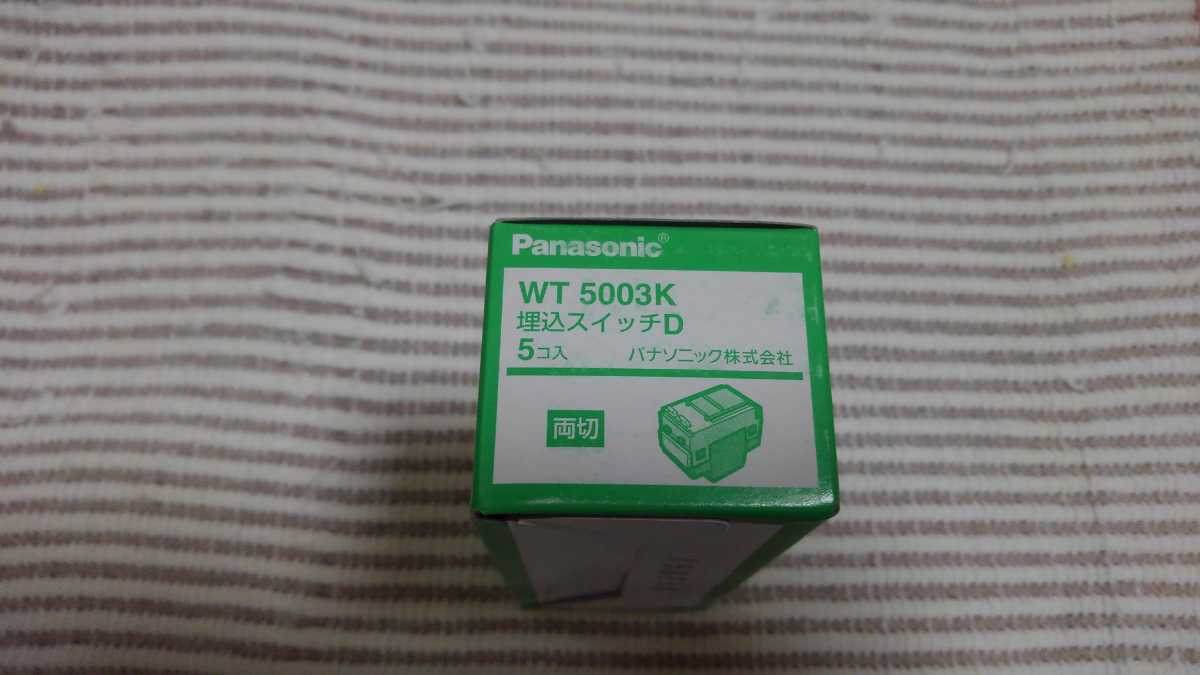 Panasonic®
WT 5003K
埋込スイッチD
5コ入 パナソニック株式会社
両切